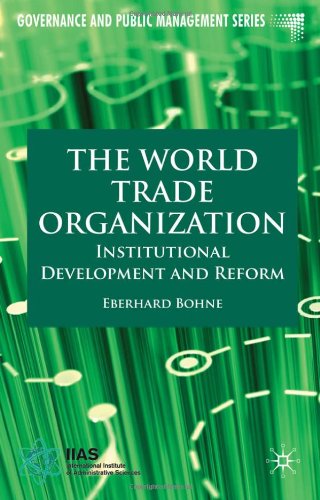 GOVERNANCE AND PUBLIC MANAGEMENT SERIES
THE WORLD
TRADE
ORGANIZATION
INSTITUTIONAL
DEVELOPMENT AND REFORM
EBERHARD BOHNE
IIAS
International Institute
of Administrative Sciences